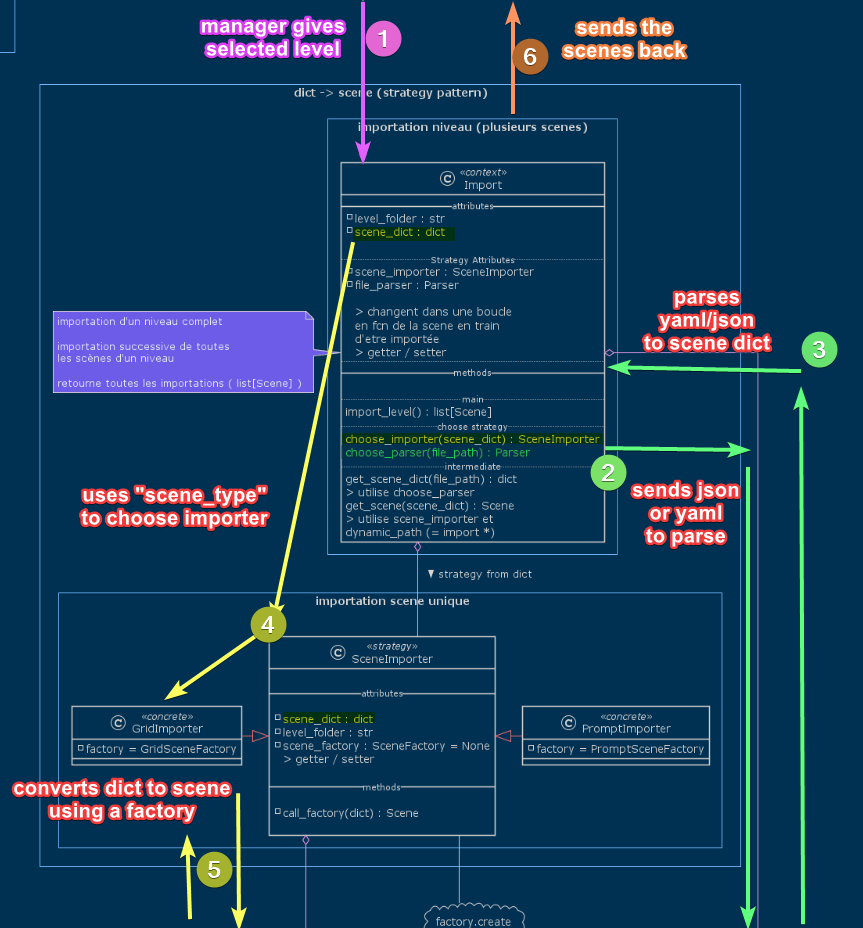 manager gives
selected level
1
6
sends the
scenes back
dict -> scene (strategy pattern)
importation niveau (plusieurs scenes)
C
«context»
Import
attributes
level_folder : str
scene_dict : dict
Strategy Attributes
scene_importer : SceneImporter
file_parser : Parser
> changent dans une boucle
en fcn de la scene en train
d'etre importée
> getter / setter
methods
main
import_level() : list[Scene]
choose strategy
choose_importer(scene_dict) : SceneImporter
choose_parser(file_path) : Parser
intermediate
get_scene_dict(file_path) : dict
> utilise choose_parser
get_scene(scene_dict) : Scene
> utilise scene_importer et
dynamic_path (= import *)
importation d'un niveau complet
importation successive de toutes
les scènes d'un niveau
retourne toutes les importations ( list[Scene] )
parses
yaml/json
to scene dict
3
2
sends json
or yaml
to parse
uses "scene_type"
to choose importer
▼ strategy from dict
importation scene unique
4
C
«strategy»
SceneImporter
attributes
scene_dict : dict
level_folder : str
scene_factory : SceneFactory = None
> getter / setter
methods
call_factory(dict) : Scene
C
«concrete»
GridImporter
factory = GridSceneFactory
C
«concrete»
PromptImporter
factory = PromptSceneFactory
converts dict to scene
using a factory
5
factory.create